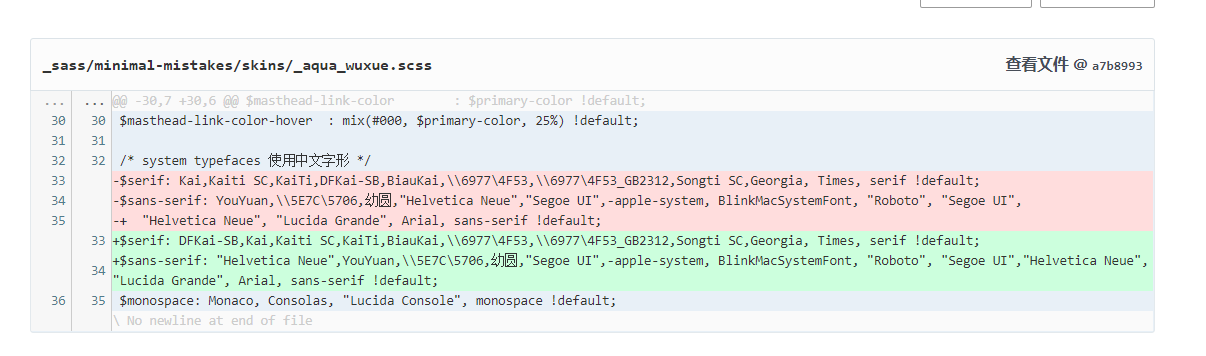 _sass/minimal-mistakes/skins/_aqua_wuxue.scss 查看文件 @ a7b8993
... ... @@ -30,7 +30,6 @@ $masthead-link-color        : $primary-color !default;
30 30 $masthead-link-color-hover  : mix(#000, $primary-color, 25%) !default;
31 31
32 32 /* system typefaces 使用中文字形 */
33 -$serif: Kai,Kaiti SC,KaiTi,DFKai-SB,BiauKai,\\6977\4F53,\\6977\4F53_GB2312,Songti SC,Georgia, Times, serif !default;
34 -$sans-serif: YouYuan,\\5E7C\5706,幼圆,"Helvetica Neue","Segoe UI",-apple-system, BlinkMacSystemFont, "Roboto", "Segoe UI",
35 -+  "Helvetica Neue", "Lucida Grande", Arial, sans-serif !default;
33 +$serif: DFKai-SB,Kai,Kaiti SC,KaiTi,BiauKai,\\6977\4F53,\\6977\4F53_GB2312,Songti SC,Georgia, Times, serif !default;
34 +$sans-serif: "Helvetica Neue",YouYuan,\\5E7C\5706,幼圆,"Segoe UI",-apple-system, BlinkMacSystemFont, "Roboto", "Segoe UI","Helvetica Neue",
"Lucida Grande", Arial, sans-serif !default;
36 35 $monospace: Monaco, Consolas, "Lucida Console", monospace !default;
\ No newline at end of file